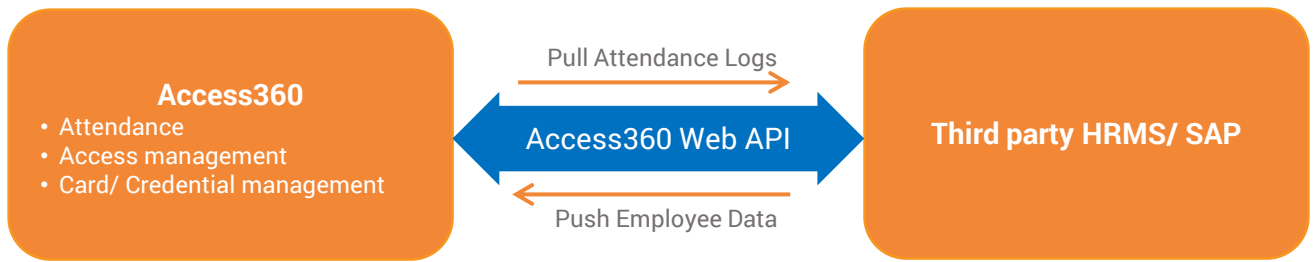 Access360
• Attendance
• Access management
• Card/ Credential management
Pull Attendance Logs
Access360 Web API
Push Employee Data
Third party HRMS/ SAP